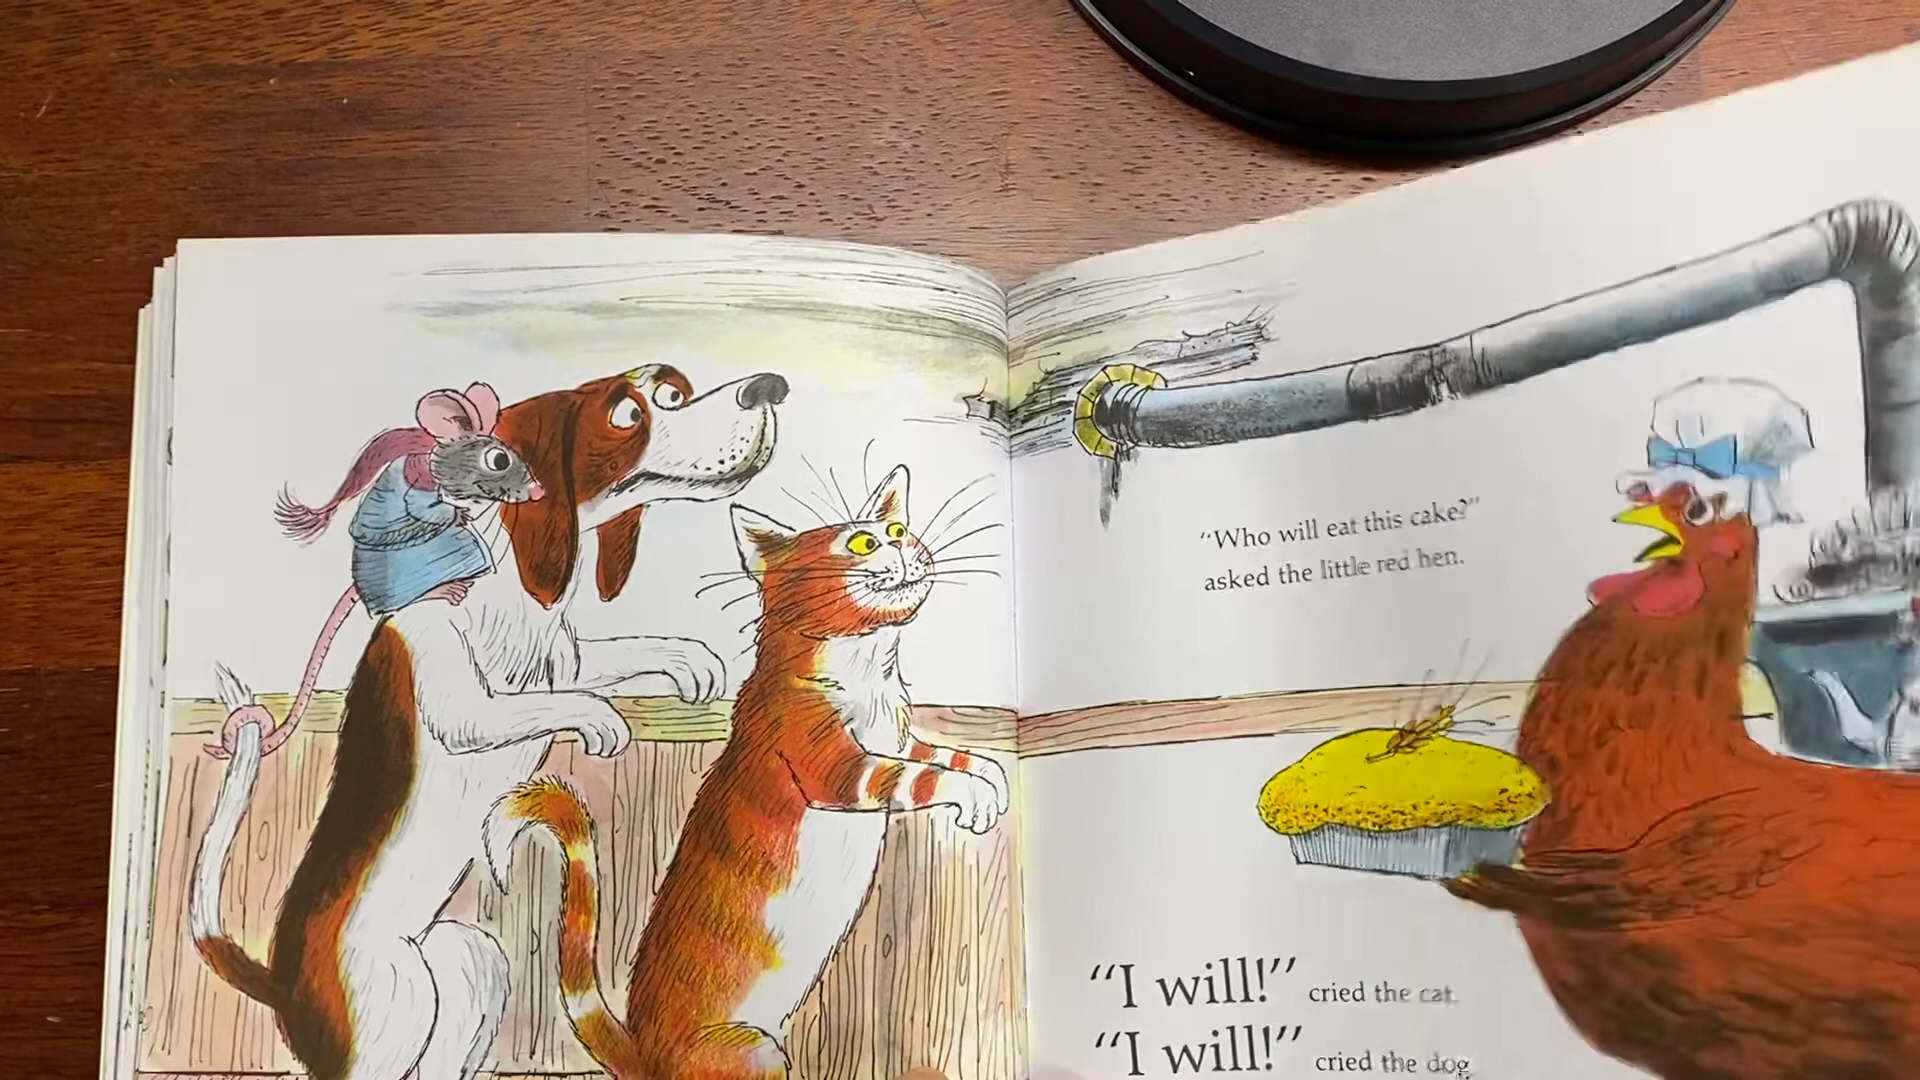 “Who will eat this cake?”
asked the little red hen.
“I will!” cried the cat.
“I will!” cried the dog.